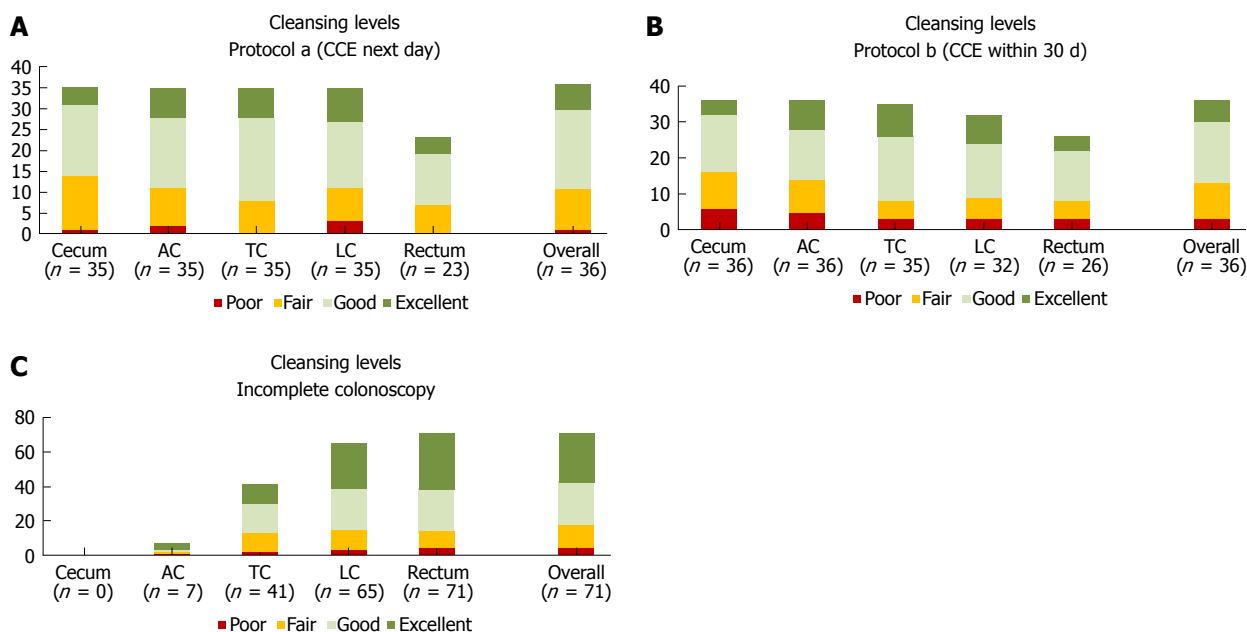 A
Cleansing levels
Protocol a (CCE next day)
40
35
30
25
20
15
10
5
0
Cecum AC TC LC Rectum Overall
(n = 35) (n = 35) (n = 35) (n = 35) (n = 23) (n = 36)
Poor Fair Good Excellent
B
Cleansing levels
Protocol b (CCE within 30 d)
40
30
20
10
0
Cecum AC TC LC Rectum Overall
(n = 36) (n = 36) (n = 35) (n = 32) (n = 26) (n = 36)
Poor Fair Good Excellent
C
Cleansing levels
Incomplete colonoscopy
80
60
40
20
0
Cecum AC TC LC Rectum Overall
(n = 0) (n = 7) (n = 41) (n = 65) (n = 71) (n = 71)
Poor Fair Good Excellent